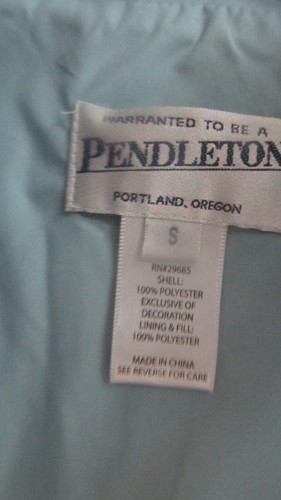 WARRANTED TO BE A
PENDLETON
PORTLAND, OREGON
S
RN#29685
SHELL:
100% POLYESTER
EXCLUSIVE OF
DECORATION
LINING & FILL:
100% POLYESTER
MADE IN CHINA
SEE REVERSE FOR CARE